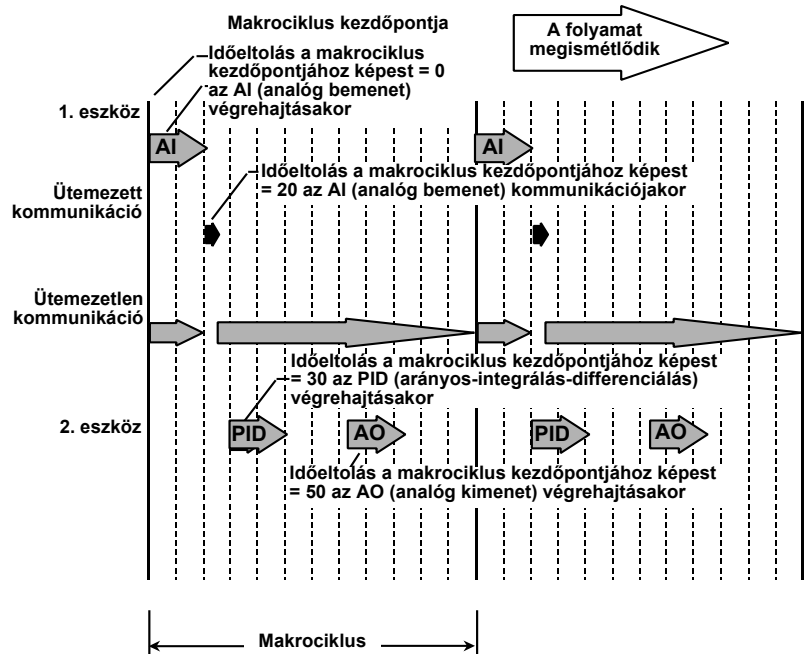 Makrociklus kezdőpontja
A folyamat
megismétlődik
Időeltolás a makrociklus
kezdőpontjához képest = 0
az AI (analóg bemenet)
végrehajtásakor
1. eszköz
AI
AI
Időeltolás a makrociklus kezdőpontjához képest
= 20 az AI (analóg bemenet) kommunikációjakor
Ütemezett
kommunikáció
Ütemezetlen
kommunikáció
Időeltolás a makrociklus kezdőpontjához képest
= 30 az PID (arányos-integrálás-differenciálás)
végrehajtásakor
2. eszköz
PID
AO
PID
AO
Időeltolás a makrociklus kezdőpontjához képest
= 50 az AO (analóg kimenet) végrehajtásakor
Makrociklus